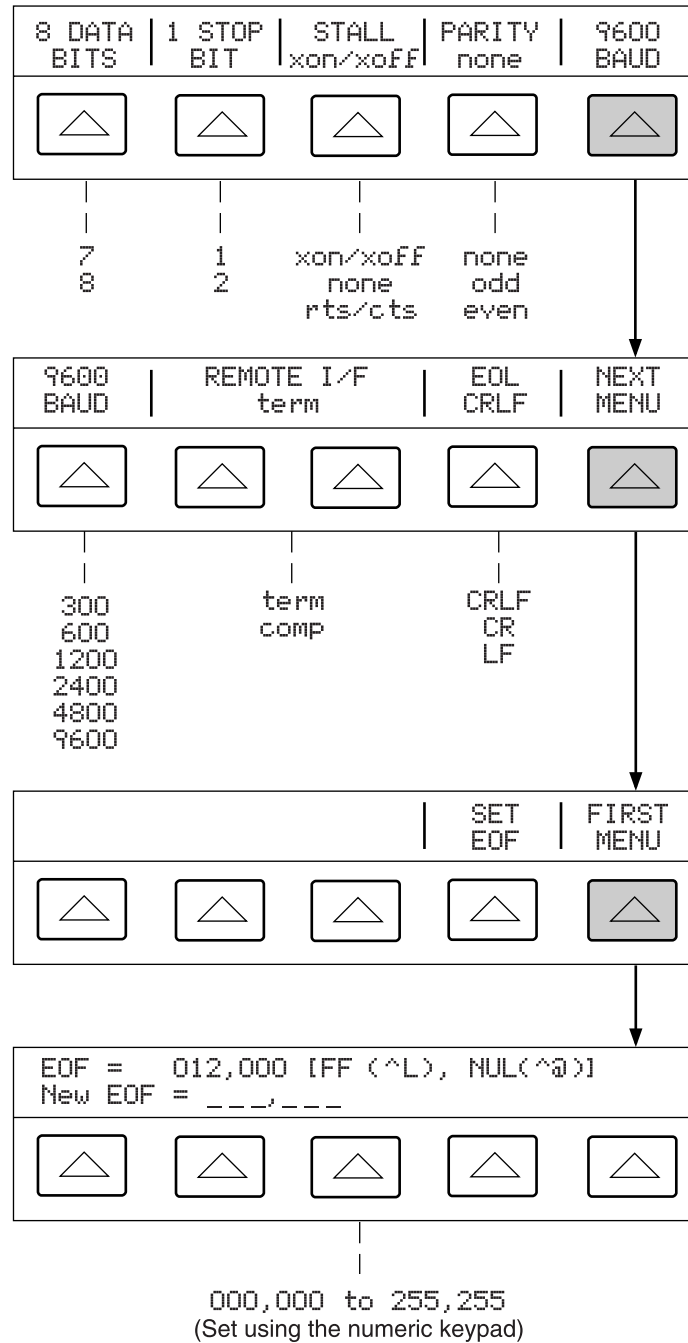 8 DATA BITS | 1 STOP BIT | STALL xon/xoff | PARITY none | 9600 BAUD
7 1 xon/xoff none
8 2 none odd
rts/cts even
9600 BAUD | REMOTE I/F term | EOL CRLF | NEXT MENU
300 term CRLF
600 comp CR
1200 LF
2400
4800
9600
| SET EOF | FIRST MENU
EOF = 012,000 [FF (^L), NUL(^@)]
New EOF = _ _ _,_ _ _
000,000 to 255,255
(Set using the numeric keypad)